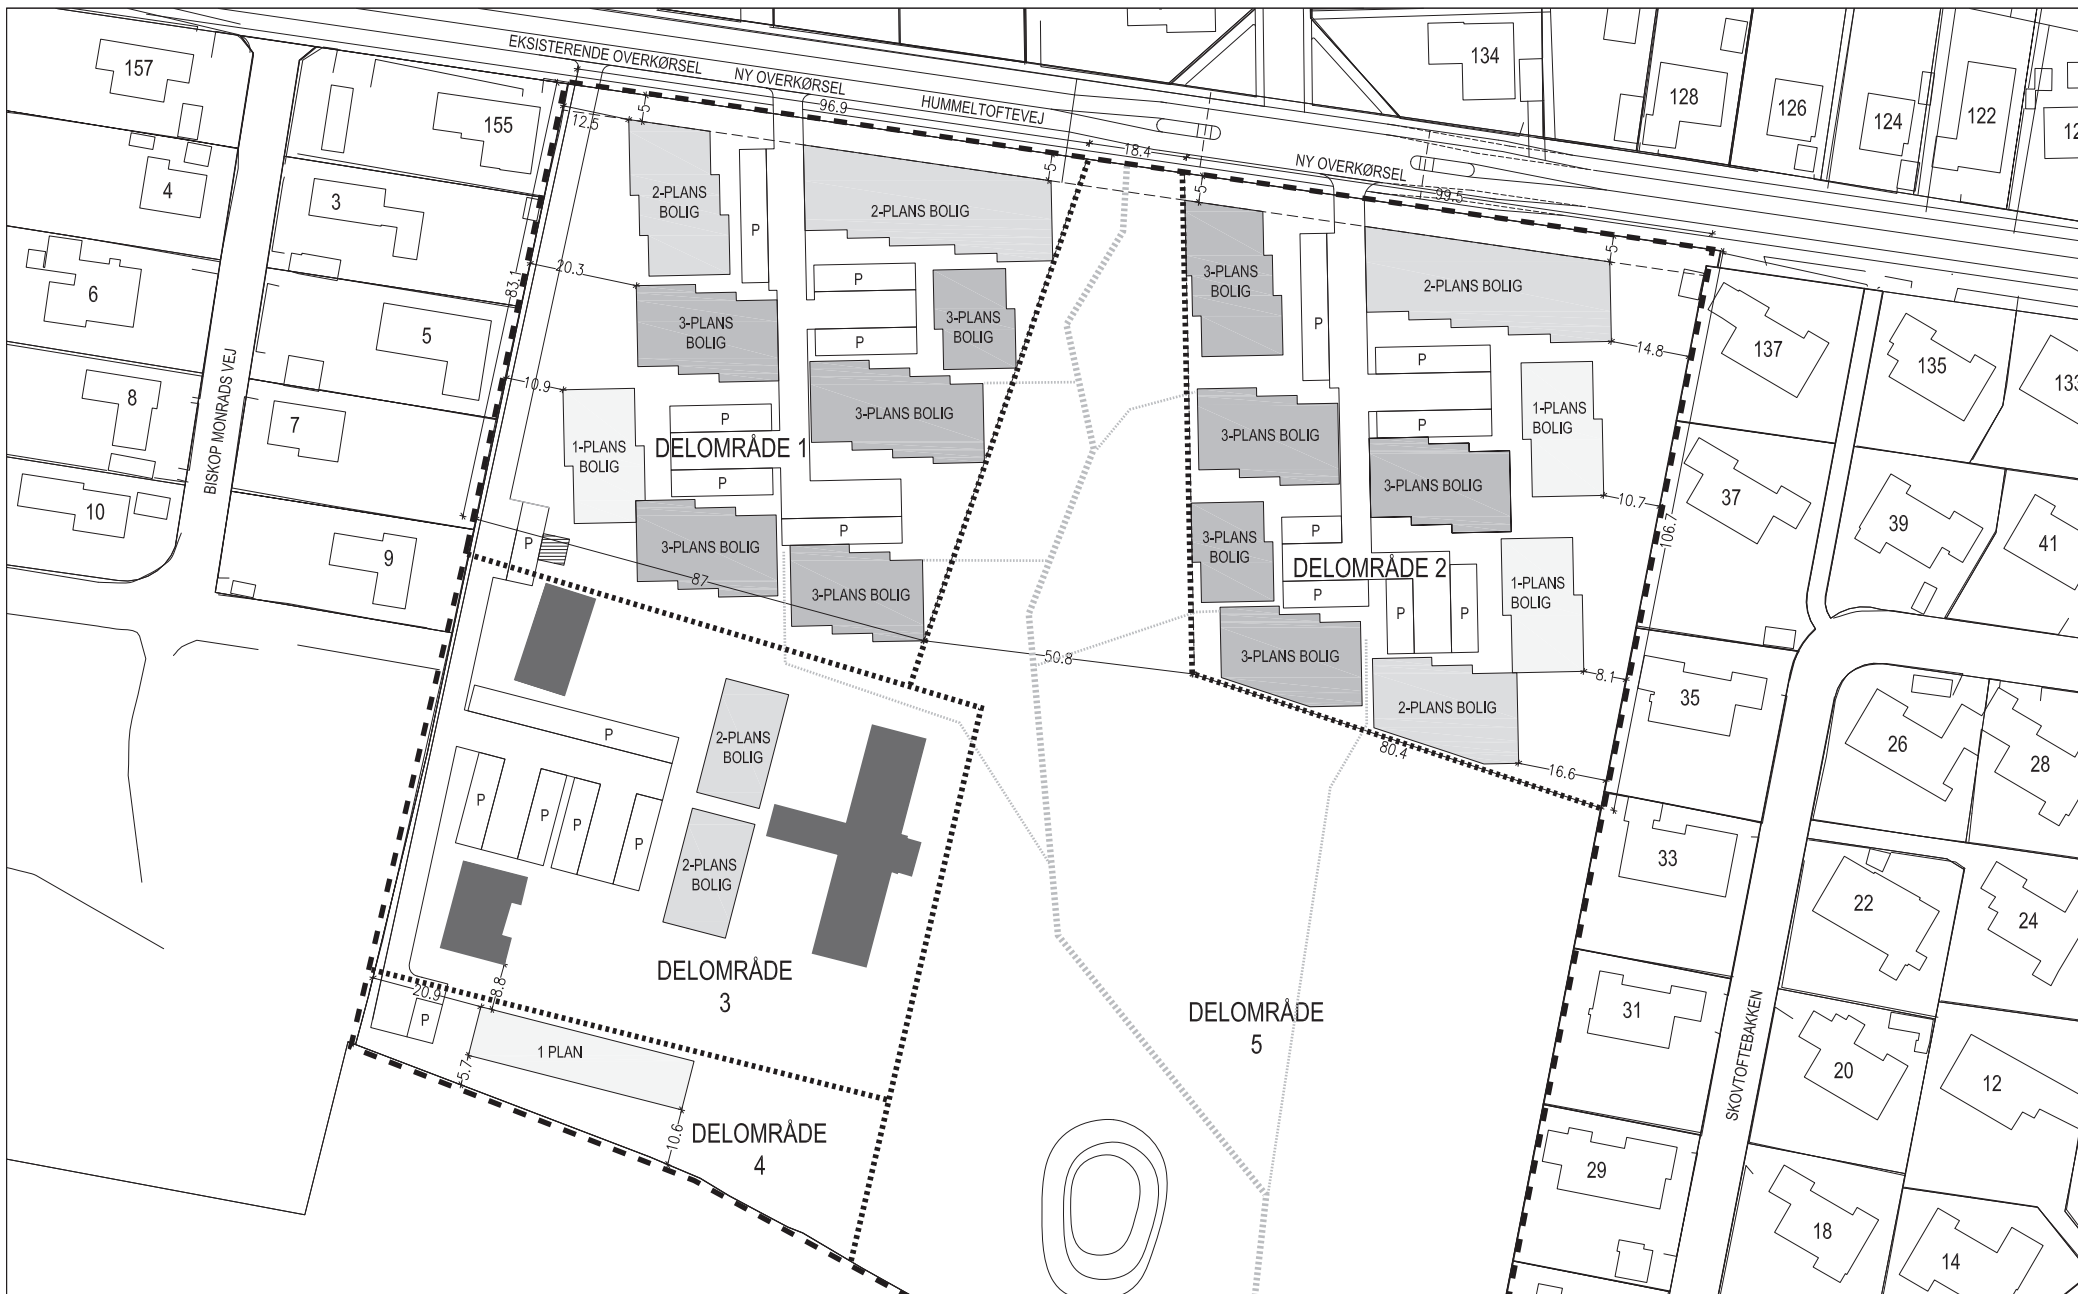 157
EKSISTERENDE OVERKØRSEL
NY OVERKØRSEL
96.9
HUMMELTOFTEVEJ
18.4
NY OVERKØRSEL
99.5
134
128
126
124
122
155
12.5
5
5
5
5
4
3
6
5
8
7
10
9
BISKOP MONRADS VEJ
83.1
20.3
10.9
87
50.8
2-PLANS
BOLIG
P
2-PLANS BOLIG
3-PLANS
BOLIG
P
P
3-PLANS
BOLIG
3-PLANS BOLIG
1-PLANS
BOLIG
P
DELOMRÅDE 1
P
P
P
3-PLANS BOLIG
3-PLANS BOLIG
3-PLANS
BOLIG
P
2-PLANS BOLIG
14.8
P
P
3-PLANS BOLIG
1-PLANS
BOLIG
3-PLANS BOLIG
10.7
106.7
3-PLANS
BOLIG
P
DELOMRÅDE 2
P
P
P
1-PLANS
BOLIG
3-PLANS BOLIG
8.1
2-PLANS BOLIG
16.6
80.4
137
135
133
37
39
41
35
26
28
33
22
24
31
20
12
29
18
14
SKOVTOFTEBAKKEN
P
2-PLANS
BOLIG
P
P
P
P
2-PLANS
BOLIG
DELOMRÅDE
3
20.9
8.8
P
1 PLAN
5.7
10.6
DELOMRÅDE
4
DELOMRÅDE
5